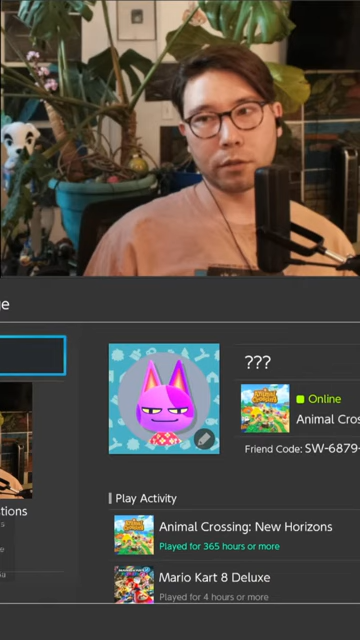 ge
???
Online
Animal Cros
Friend Code: SW-6879-
tions
Play Activity
Animal Crossing: New Horizons
Played for 365 hours or more
Mario Kart 8 Deluxe
Played for 4 hours or more